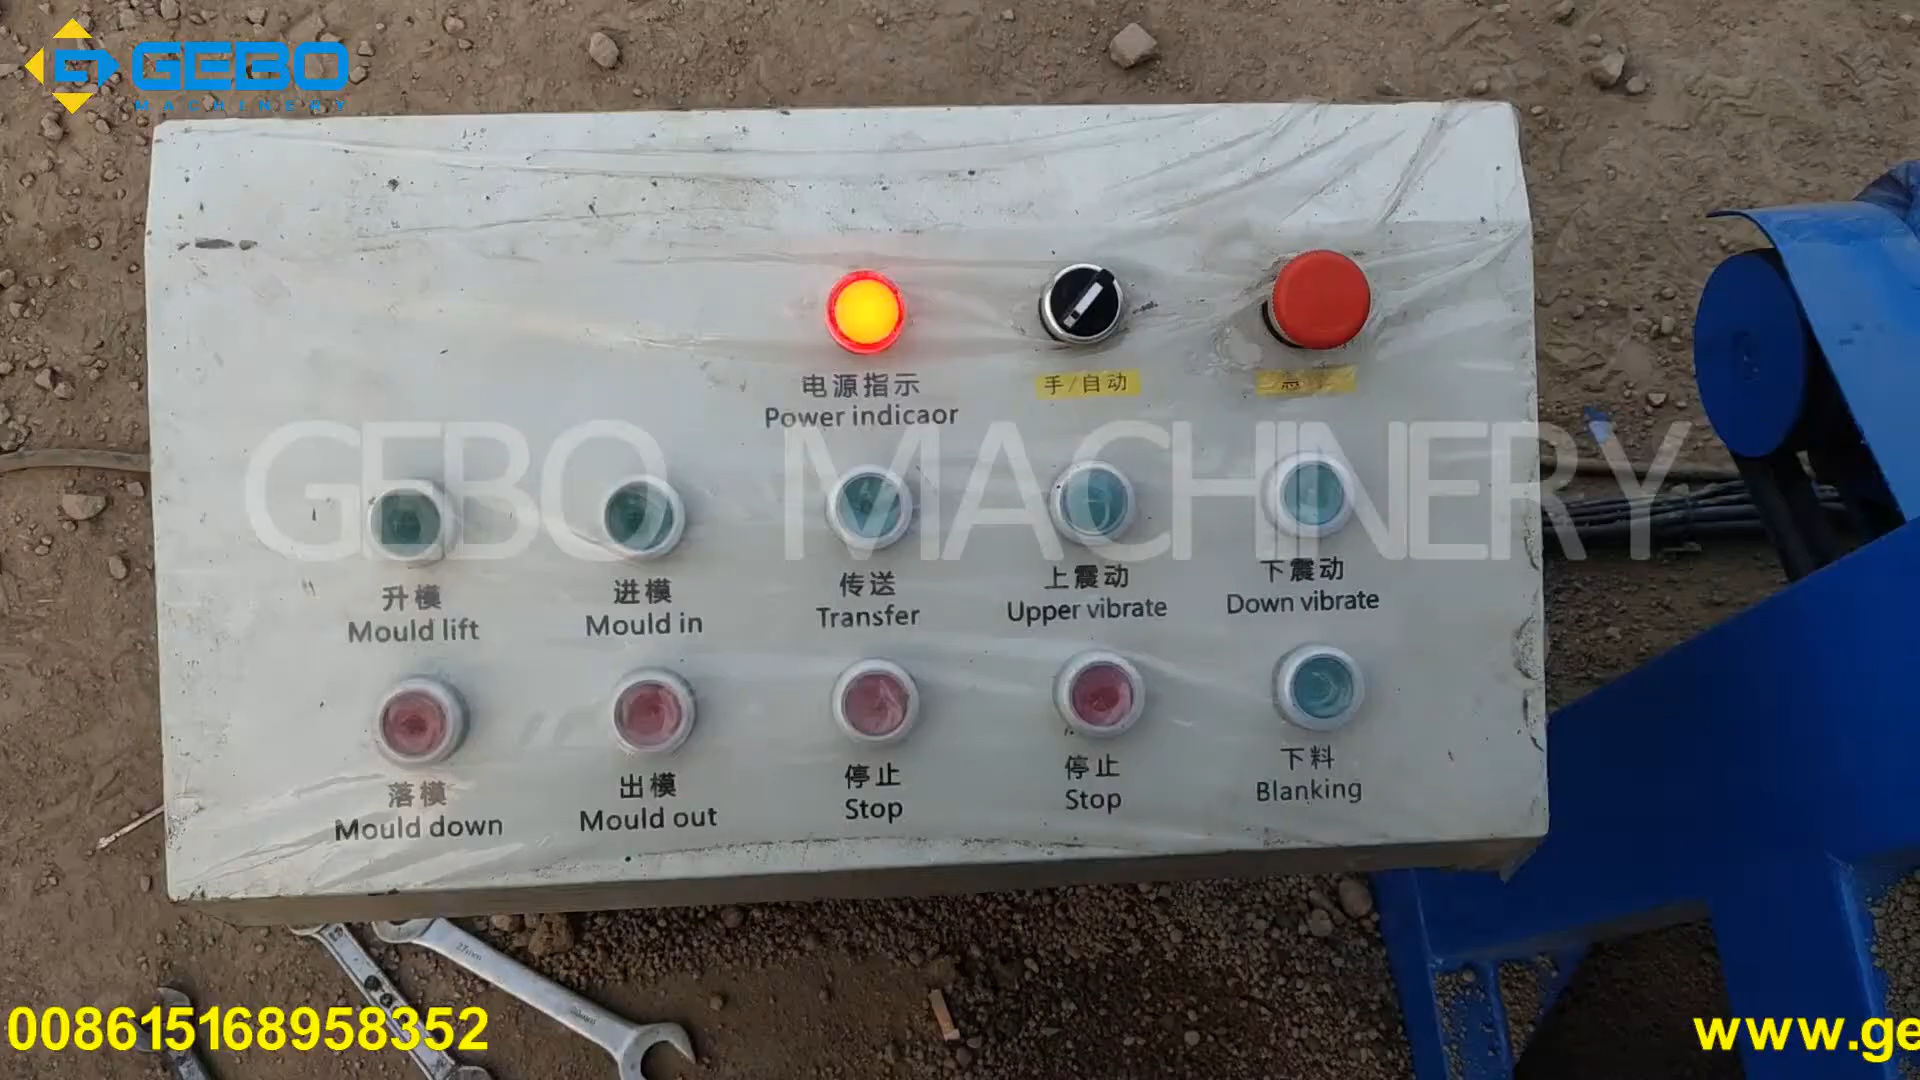 GEBO
MACHINERY
电源指示
Power indicaor
手/自动
GEBO MACHINERY
升模
Mould lift
进模
Mould in
传送
Transfer
上震动
Upper vibrate
下震动
Down vibrate
落模
Mould down
出模
Mould out
停止
Stop
停止
Stop
下料
Blanking
27mm
008615168958352
www.ge